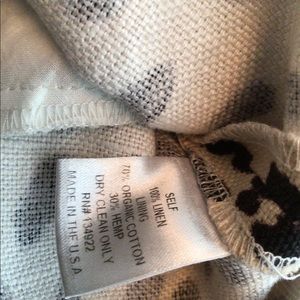 SELF
100% LINEN
LINING
70% ORGANIC COTTON
30% HEMP
DRY CLEAN ONLY
RN# 134922
MADE IN THE U.S.A.